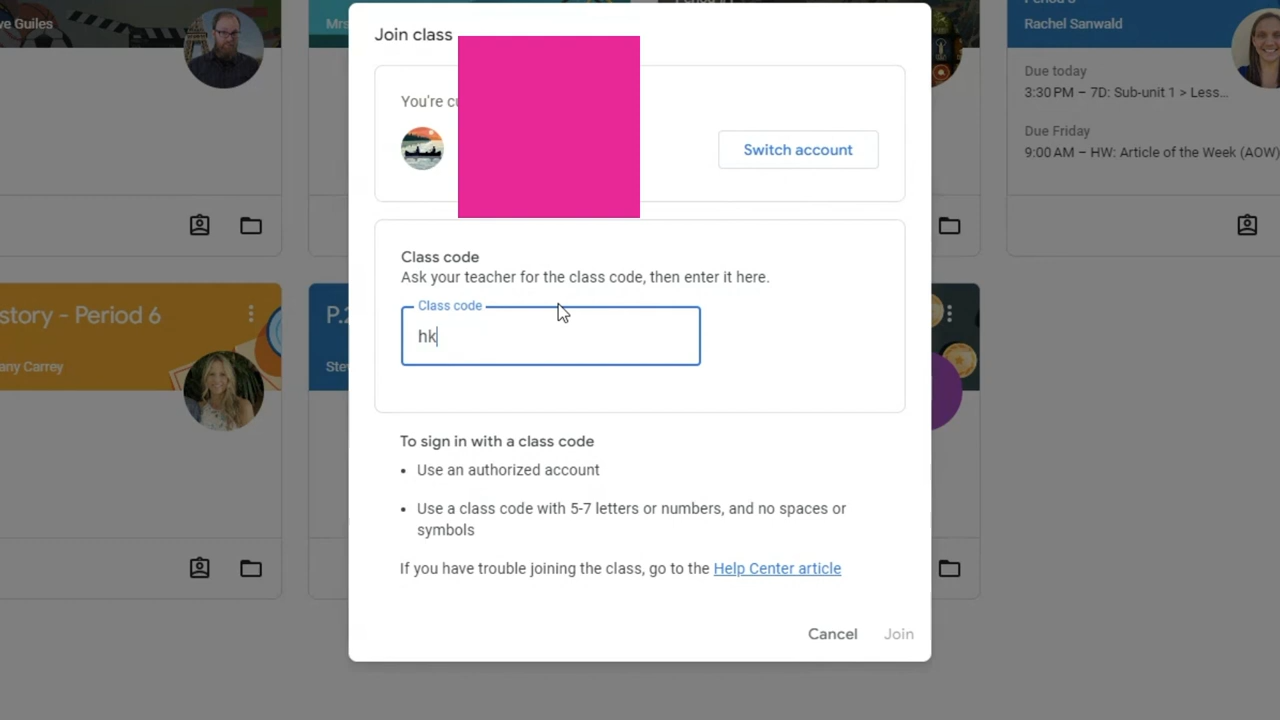 ve Guiles
Mrs
Rachel Sanwald
Join class
Due today
3:30 PM – 7D: Sub-unit 1 > Less...
You're cu
Switch account
Due Friday
9:00 AM – HW: Article of the Week (AOW)
Class code
Ask your teacher for the class code, then enter it here.
Class code
hk
story - Period 6
P.2
any Carrey
Stev
To sign in with a class code
• Use an authorized account
• Use a class code with 5-7 letters or numbers, and no spaces or
symbols
If you have trouble joining the class, go to the Help Center article
Cancel
Join